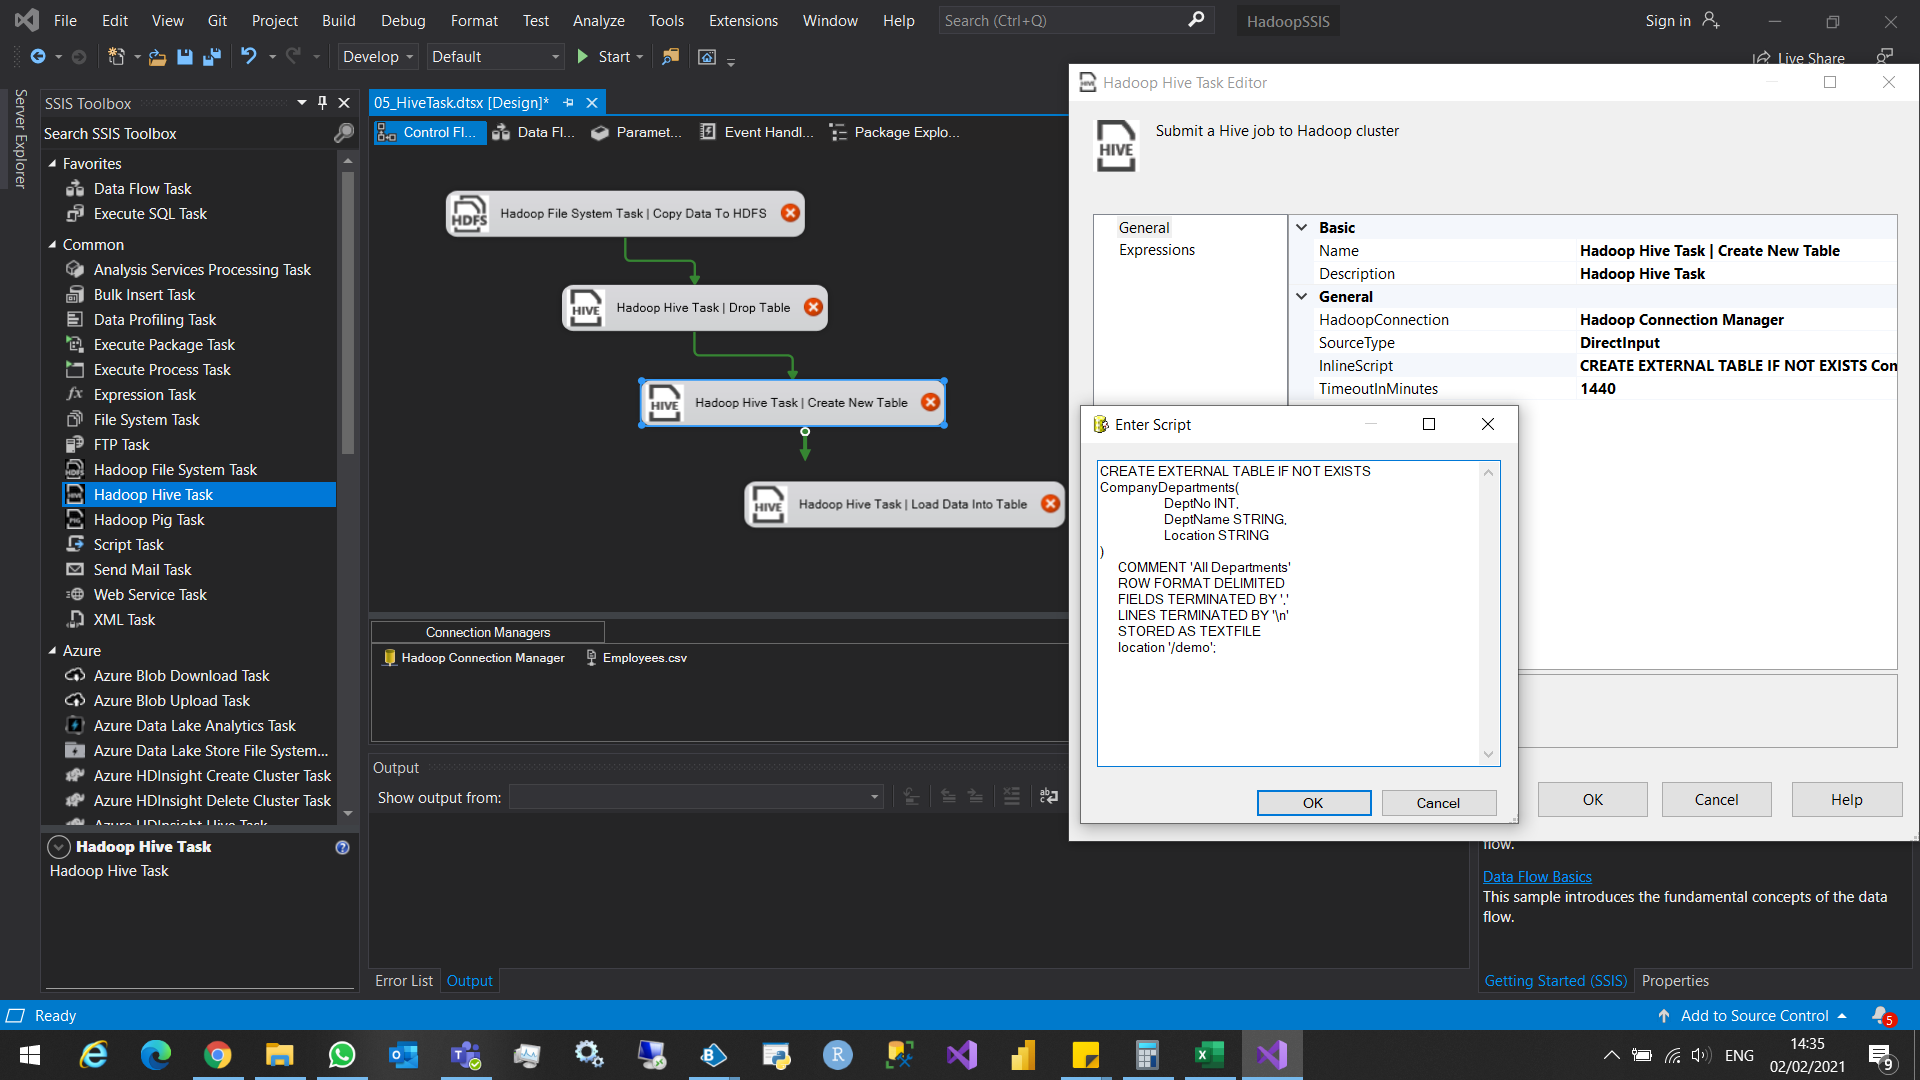 File Edit View Git Project Build Debug Format Test Analyze Tools Extensions Window Help Search (Ctrl+Q) HadoopSSIS Sign in
Develop Default Start Live Share
Server Explorer
SSIS Toolbox
Search SSIS Toolbox
Favorites
Data Flow Task
Execute SQL Task
Common
Analysis Services Processing Task
Bulk Insert Task
Data Profiling Task
Execute Package Task
Execute Process Task
Expression Task
File System Task
FTP Task
Hadoop File System Task
Hadoop Hive Task
Hadoop Pig Task
Script Task
Send Mail Task
Web Service Task
XML Task
Azure
Azure Blob Download Task
Azure Blob Upload Task
Azure Data Lake Analytics Task
Azure Data Lake Store File System...
Azure HDInsight Create Cluster Task
Azure HDInsight Delete Cluster Task
Azure HDInsight Hive Task
Hadoop Hive Task
Hadoop Hive Task
05_HiveTask.dtsx [Design]*
Control Fl... Data Fl... Paramet... Event Handl... Package Explo...
HDFS Hadoop File System Task | Copy Data To HDFS
HIVE Hadoop Hive Task | Drop Table
HIVE Hadoop Hive Task | Create New Table
HIVE Hadoop Hive Task | Load Data Into Table
Connection Managers
Hadoop Connection Manager Employees.csv
Output
Show output from:
Error List Output
Hadoop Hive Task Editor
HIVE Submit a Hive job to Hadoop cluster
General
Expressions
Basic
Name Hadoop Hive Task | Create New Table
Description Hadoop Hive Task
General
HadoopConnection Hadoop Connection Manager
SourceType DirectInput
InlineScript CREATE EXTERNAL TABLE IF NOT EXISTS Con
TimeoutInMinutes 1440
Enter Script
CREATE EXTERNAL TABLE IF NOT EXISTS
CompanyDepartments(
DeptNo INT,
DeptName STRING,
Location STRING
)
COMMENT 'All Departments'
ROW FORMAT DELIMITED
FIELDS TERMINATED BY ','
LINES TERMINATED BY '\n'
STORED AS TEXTFILE
location '/demo';
OK Cancel
OK Cancel Help
flow.
Data Flow Basics
This sample introduces the fundamental concepts of the data
flow.
Getting Started (SSIS) Properties
Ready Add to Source Control 5
ENG 14:35
02/02/2021 9